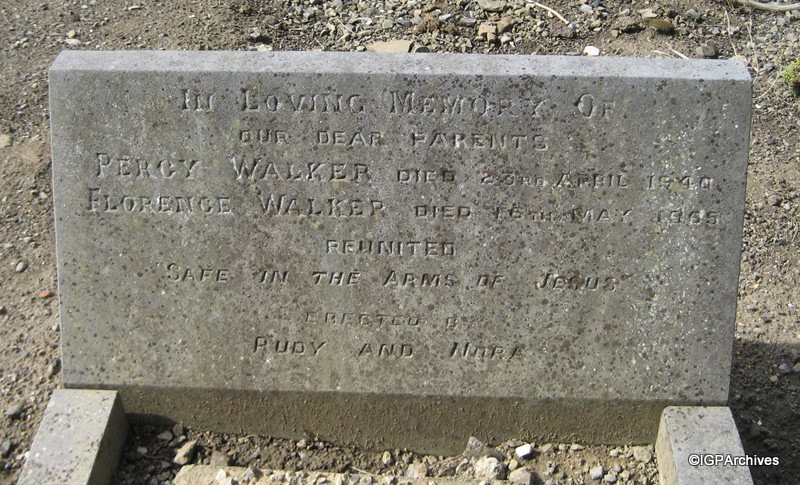 IN LOVING MEMORY OF
OUR DEAR PARENTS
PERCY WALKER DIED 23RD APRIL 1940
FLORENCE WALKER DIED 16TH MAY 1965
REUNITED
"SAFE IN THE ARMS OF JESUS"
ERECTED
RUDY AND NORA
©IGPArchives